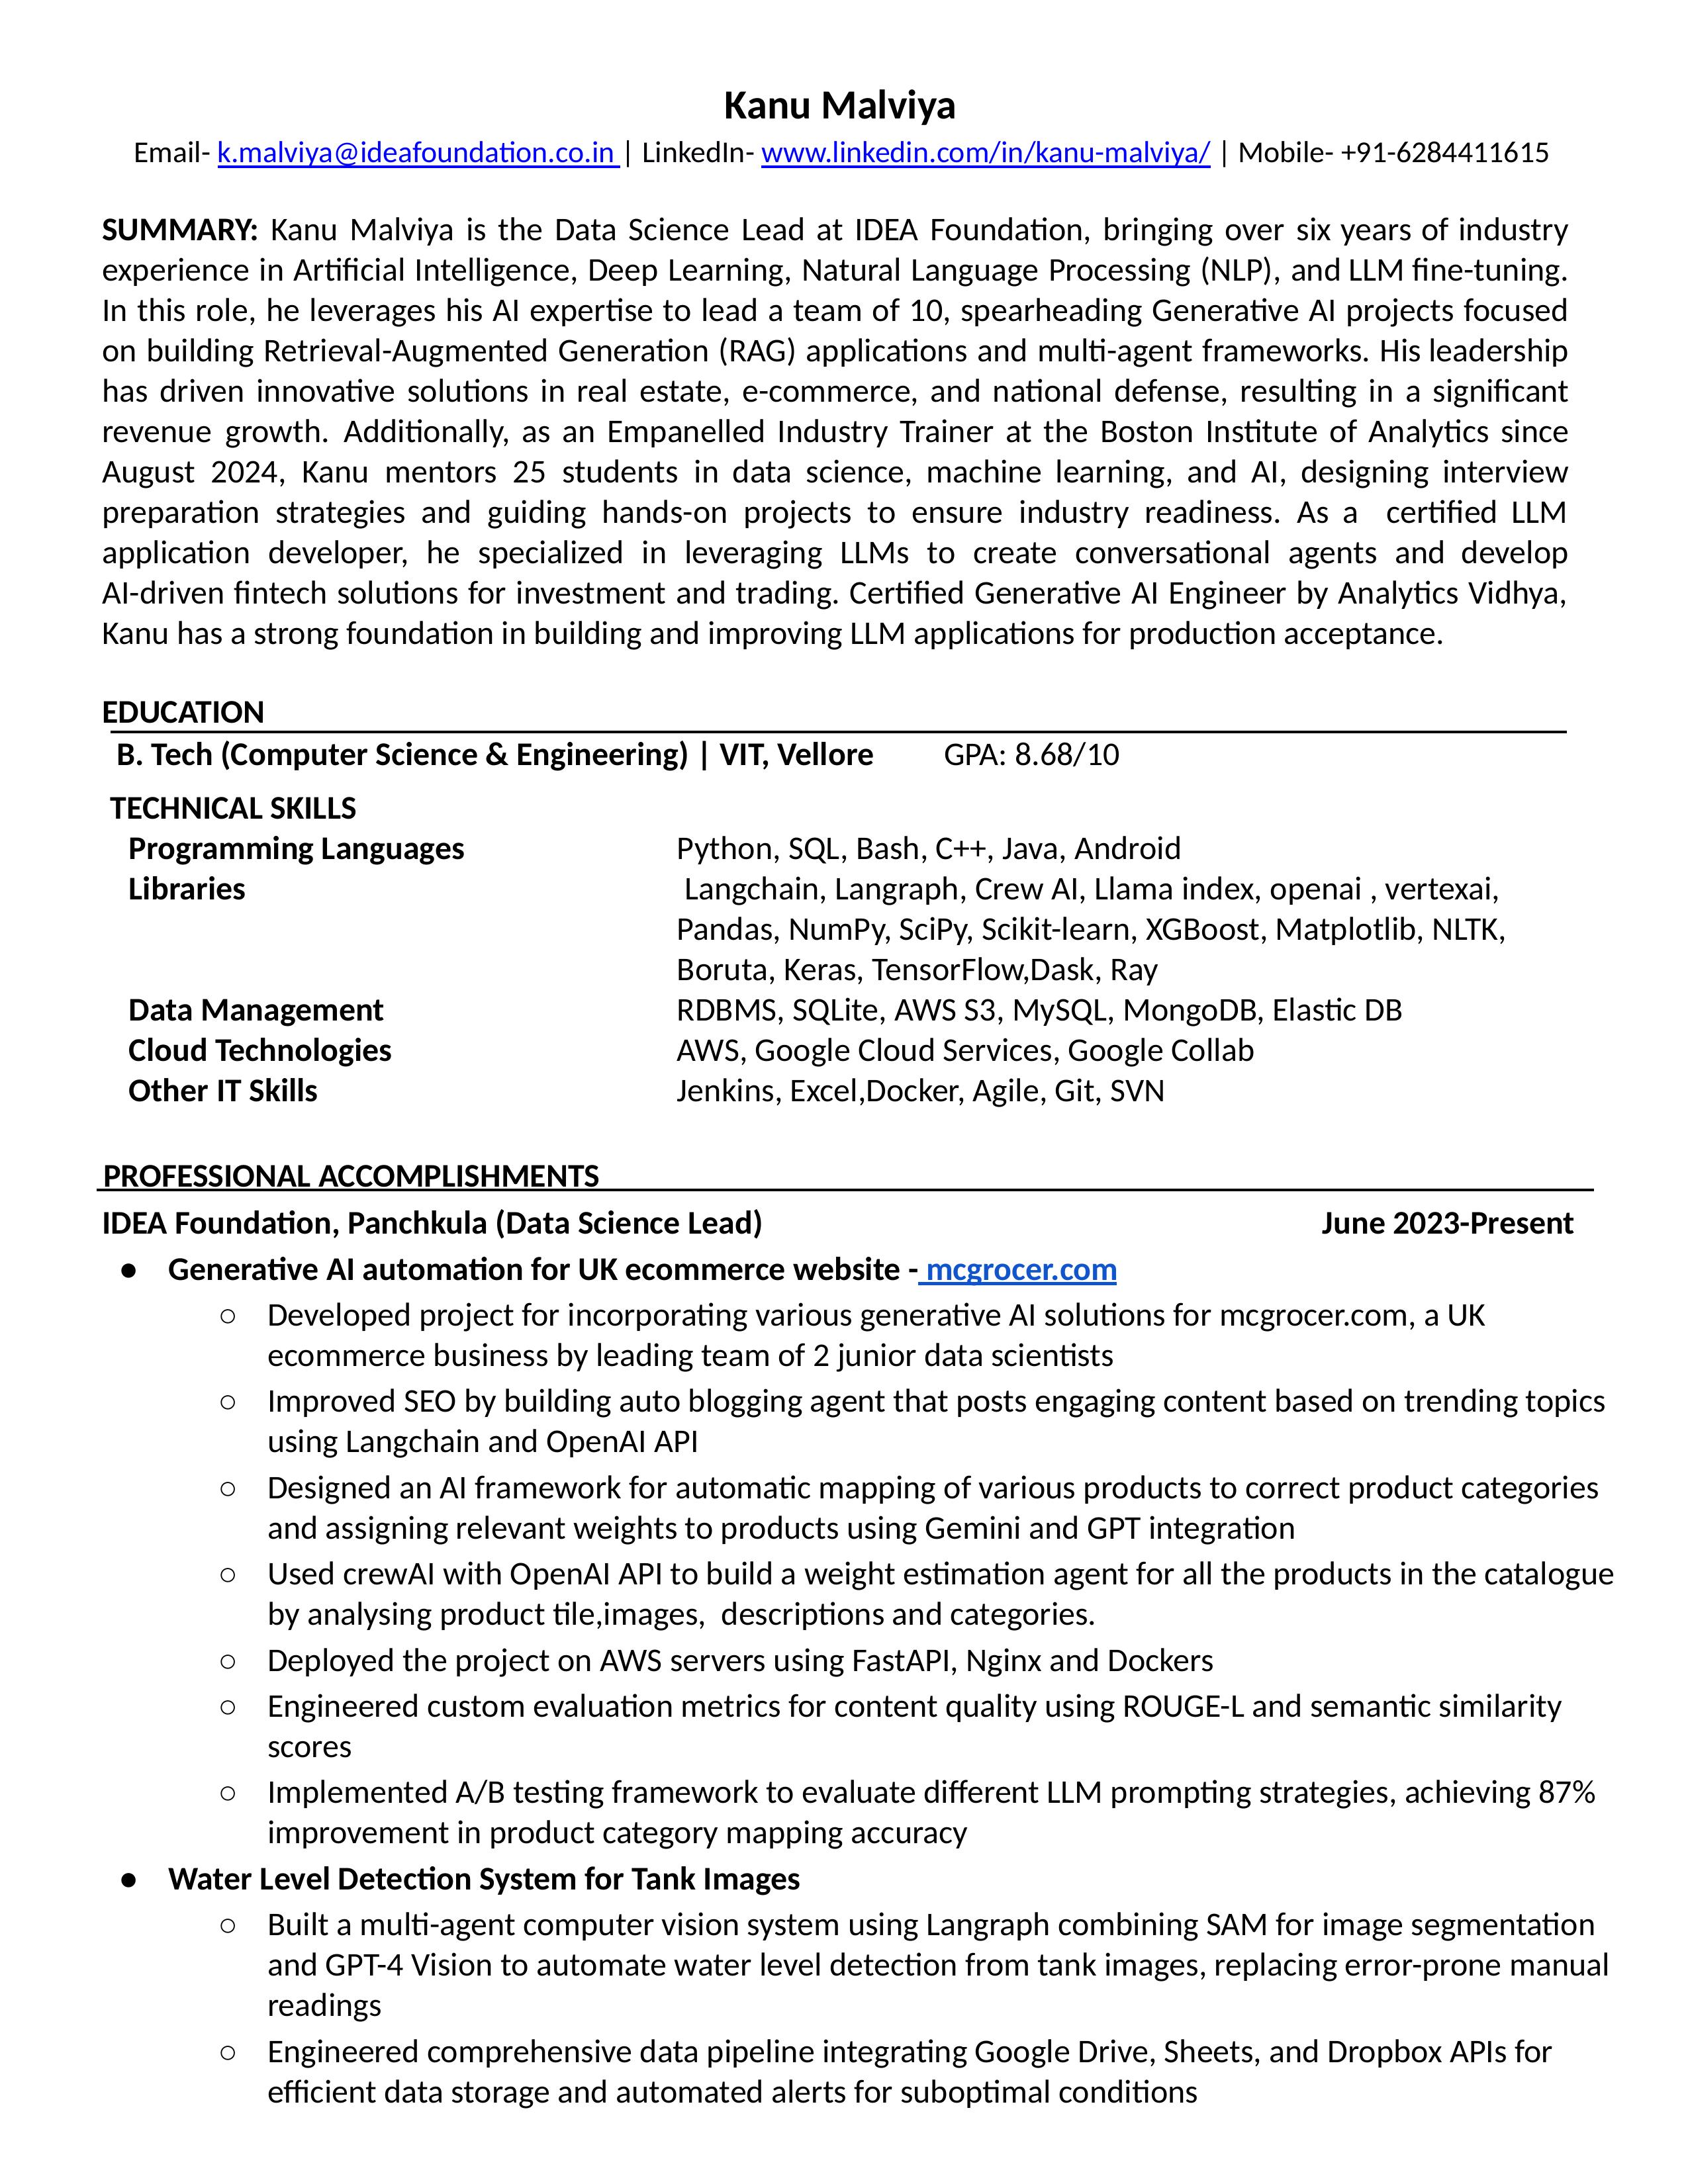 Kanu Malviya
Email- k.malviya@ideafoundation.co.in | LinkedIn- www.linkedin.com/in/kanu-malviya/ | Mobile- +91-6284411615
SUMMARY: Kanu Malviya is the Data Science Lead at IDEA Foundation, bringing over six years of industry
experience in Artificial Intelligence, Deep Learning, Natural Language Processing (NLP), and LLM fine-tuning.
In this role, he leverages his AI expertise to lead a team of 10, spearheading Generative AI projects focused
on building Retrieval-Augmented Generation (RAG) applications and multi-agent frameworks. His leadership
has driven innovative solutions in real estate, e-commerce, and national defense, resulting in a significant
revenue growth. Additionally, as an Empanelled Industry Trainer at the Boston Institute of Analytics since
August 2024, Kanu mentors 25 students in data science, machine learning, and AI, designing interview
preparation strategies and guiding hands-on projects to ensure industry readiness. As a certified LLM
application developer, he specialized in leveraging LLMs to create conversational agents and develop
AI-driven fintech solutions for investment and trading. Certified Generative AI Engineer by Analytics Vidhya,
Kanu has a strong foundation in building and improving LLM applications for production acceptance.
EDUCATION
B. Tech (Computer Science & Engineering) | VIT, Vellore GPA: 8.68/10
TECHNICAL SKILLS
Programming Languages Python, SQL, Bash, C++, Java, Android
Libraries Langchain, Langraph, Crew AI, Llama index, openai , vertexai,
Pandas, NumPy, SciPy, Scikit-learn, XGBoost, Matplotlib, NLTK,
Boruta, Keras, TensorFlow,Dask, Ray
Data Management RDBMS, SQLite, AWS S3, MySQL, MongoDB, Elastic DB
Cloud Technologies AWS, Google Cloud Services, Google Collab
Other IT Skills Jenkins, Excel,Docker, Agile, Git, SVN
PROFESSIONAL ACCOMPLISHMENTS
IDEA Foundation, Panchkula (Data Science Lead) June 2023-Present
● Generative AI automation for UK ecommerce website - mcgrocer.com
○ Developed project for incorporating various generative AI solutions for mcgrocer.com, a UK
ecommerce business by leading team of 2 junior data scientists
○ Improved SEO by building auto blogging agent that posts engaging content based on trending topics
using Langchain and OpenAI API
○ Designed an AI framework for automatic mapping of various products to correct product categories
and assigning relevant weights to products using Gemini and GPT integration
○ Used crewAI with OpenAI API to build a weight estimation agent for all the products in the catalogue
by analysing product tile,images, descriptions and categories.
○ Deployed the project on AWS servers using FastAPI, Nginx and Dockers
○ Engineered custom evaluation metrics for content quality using ROUGE-L and semantic similarity
scores
○ Implemented A/B testing framework to evaluate different LLM prompting strategies, achieving 87%
improvement in product category mapping accuracy
● Water Level Detection System for Tank Images
○ Built a multi-agent computer vision system using Langraph combining SAM for image segmentation
and GPT-4 Vision to automate water level detection from tank images, replacing error-prone manual
readings
○ Engineered comprehensive data pipeline integrating Google Drive, Sheets, and Dropbox APIs for
efficient data storage and automated alerts for suboptimal conditions